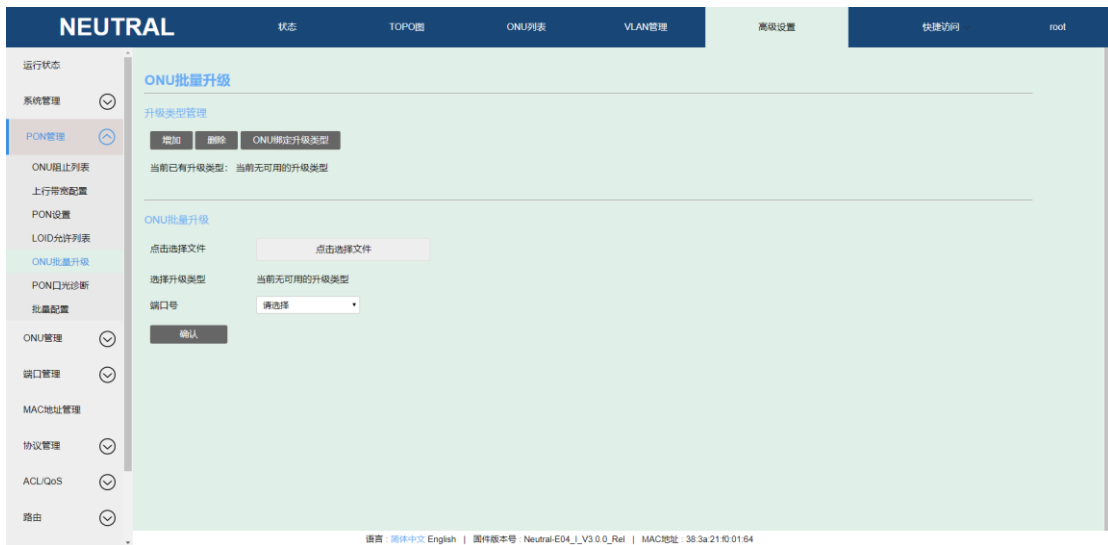 NEUTRAL 状态 TOPO图 ONU列表 VLAN管理 高级设置 快捷访问 root
运行状态
系统管理
PON管理
ONU阻止列表
上行带宽配置
PON设置
LOID允许列表
ONU批量升级
PON口光诊断
批量配置
ONU管理
端口管理
MAC地址管理
协议管理
ACL/QoS
路由
ONU批量升级
升级类型管理
增加 删除 ONU绑定升级类型
当前已有升级类型: 当前无可用的升级类型
ONU批量升级
点击选择文件 点击选择文件
选择升级类型 当前无可用的升级类型
端口号 请选择
确认
语言 : 简体中文 English | 固件版本号 : Neutral-E04_I_V3.0.0_Rel | MAC地址 : 38:3a:21:f0:01:64